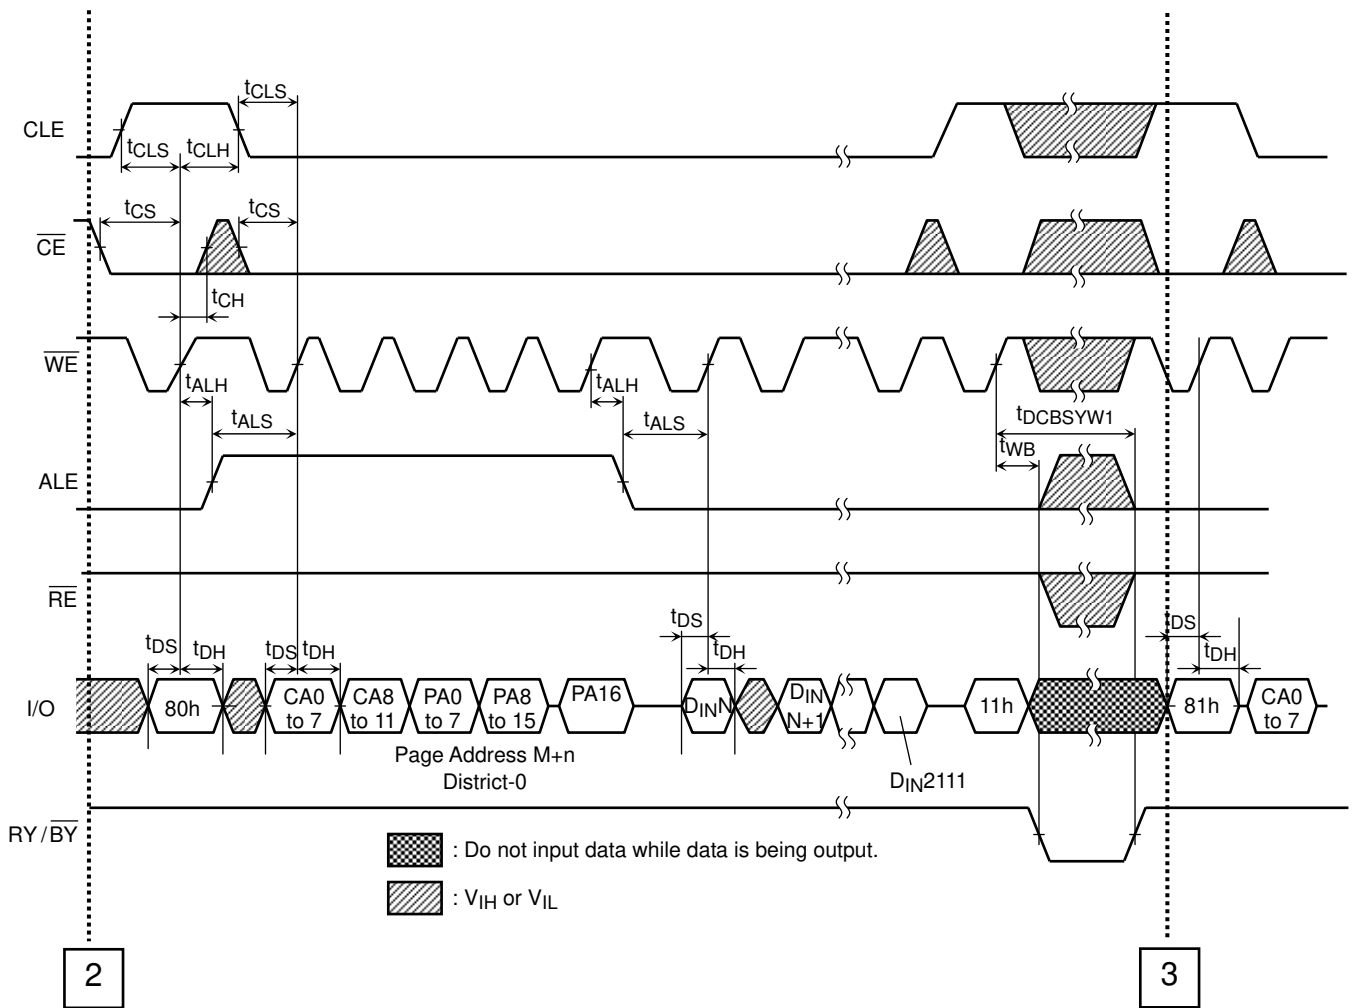 tCLS
CLE
tCLS
tCLH
tCS
tCS
CE
tCH
WE
tALH
tALH
tALS
tALS
tDCBSYW1
tWB
ALE
RE
tDS
tDH
tDS
tDH
tDS
tDH
DS
tDH
I/O
80h
CA0 to 7
CA8 to 11
PA0 to 7
PA8 to 15
PA16
DINN
DIN N+1
11h
81h
CA0 to 7
Page Address M+n
District-0
DIN2111
RY/BY
: Do not input data while data is being output.
: VIH or VIL
2
3